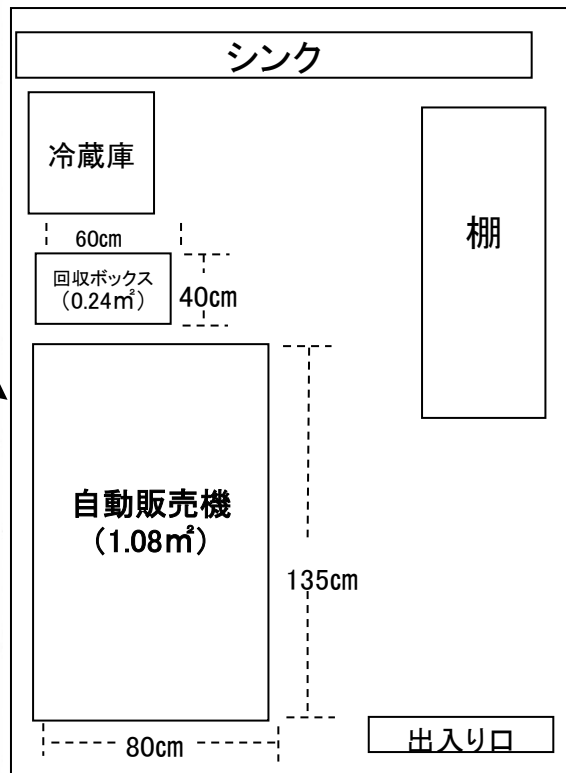 シンク
冷蔵庫
棚
60cm
回収ボックス
（0.24㎡）
40cm
自動販売機
（1.08㎡）
135cm
80cm
出入り口